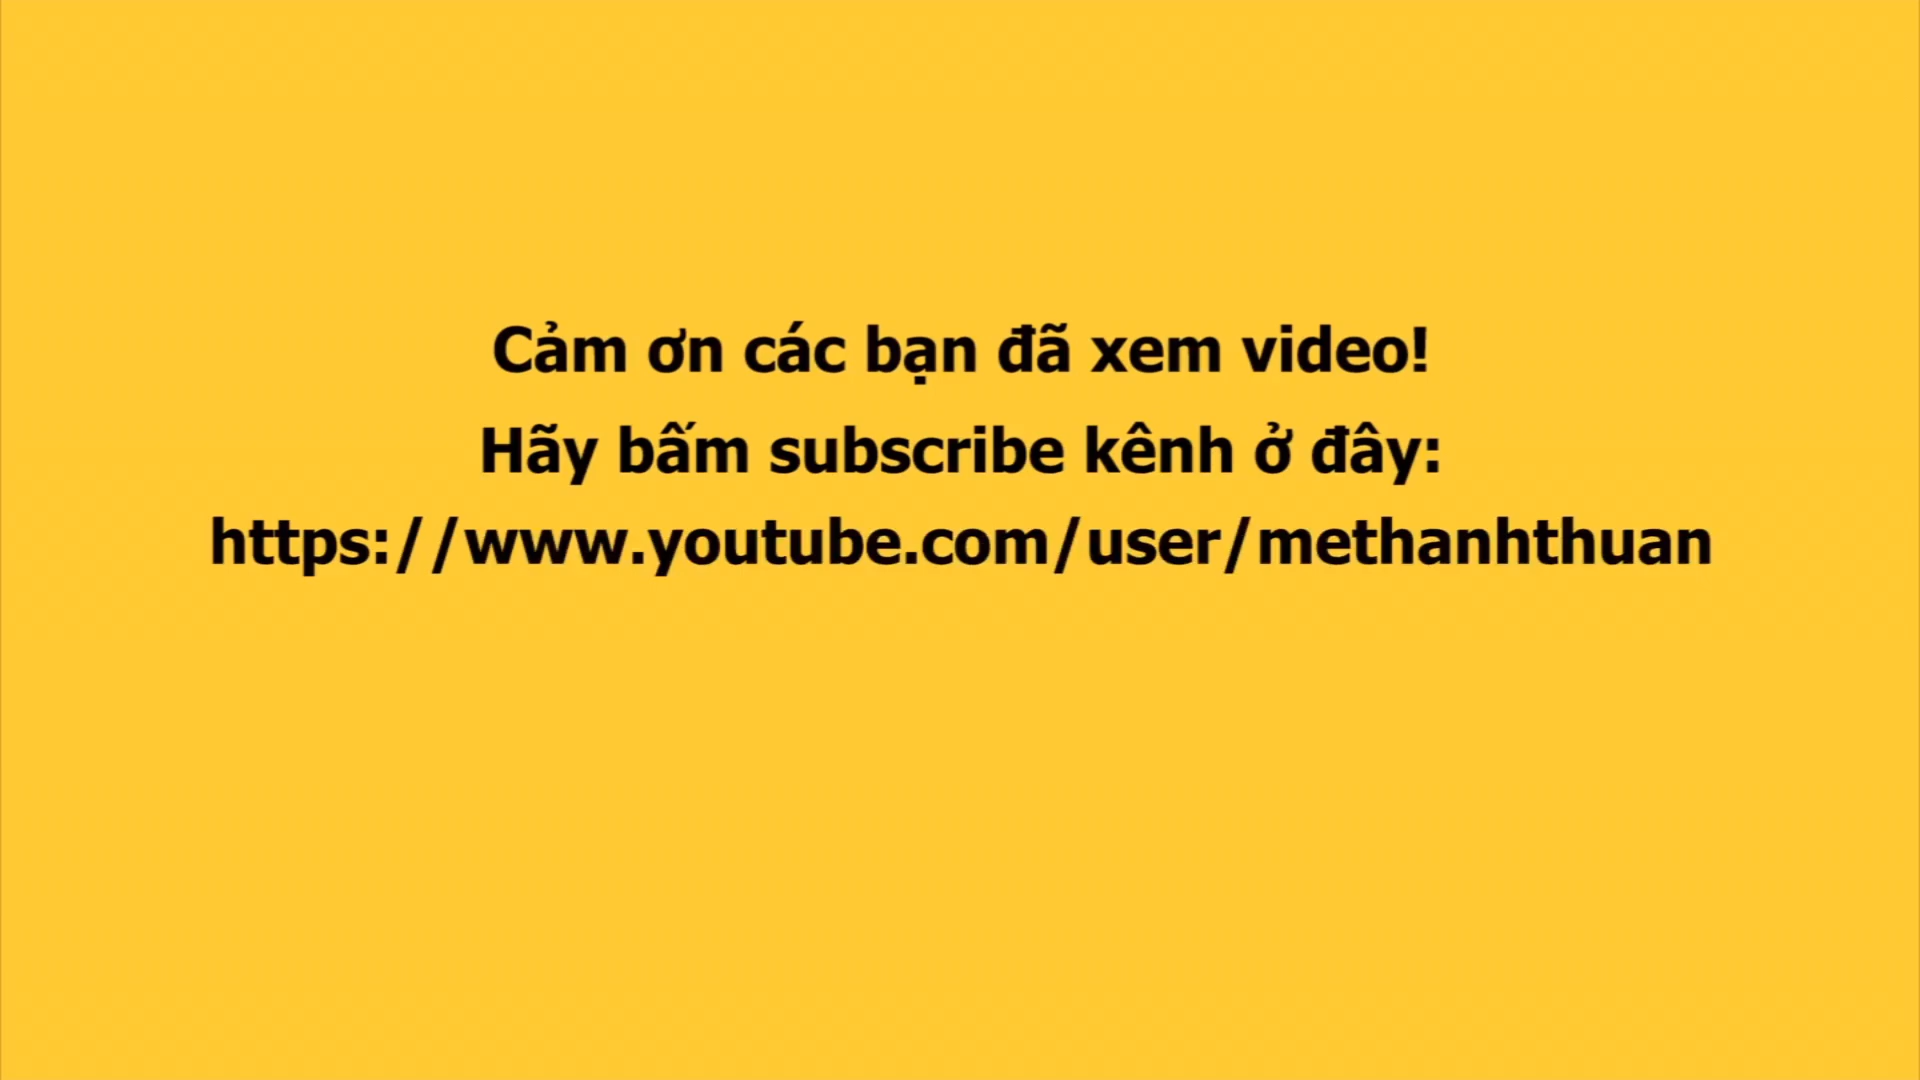 Cảm ơn các bạn đã xem video!
Hãy bấm subscribe kênh ở đây:
https://www.youtube.com/user/methanhthuan